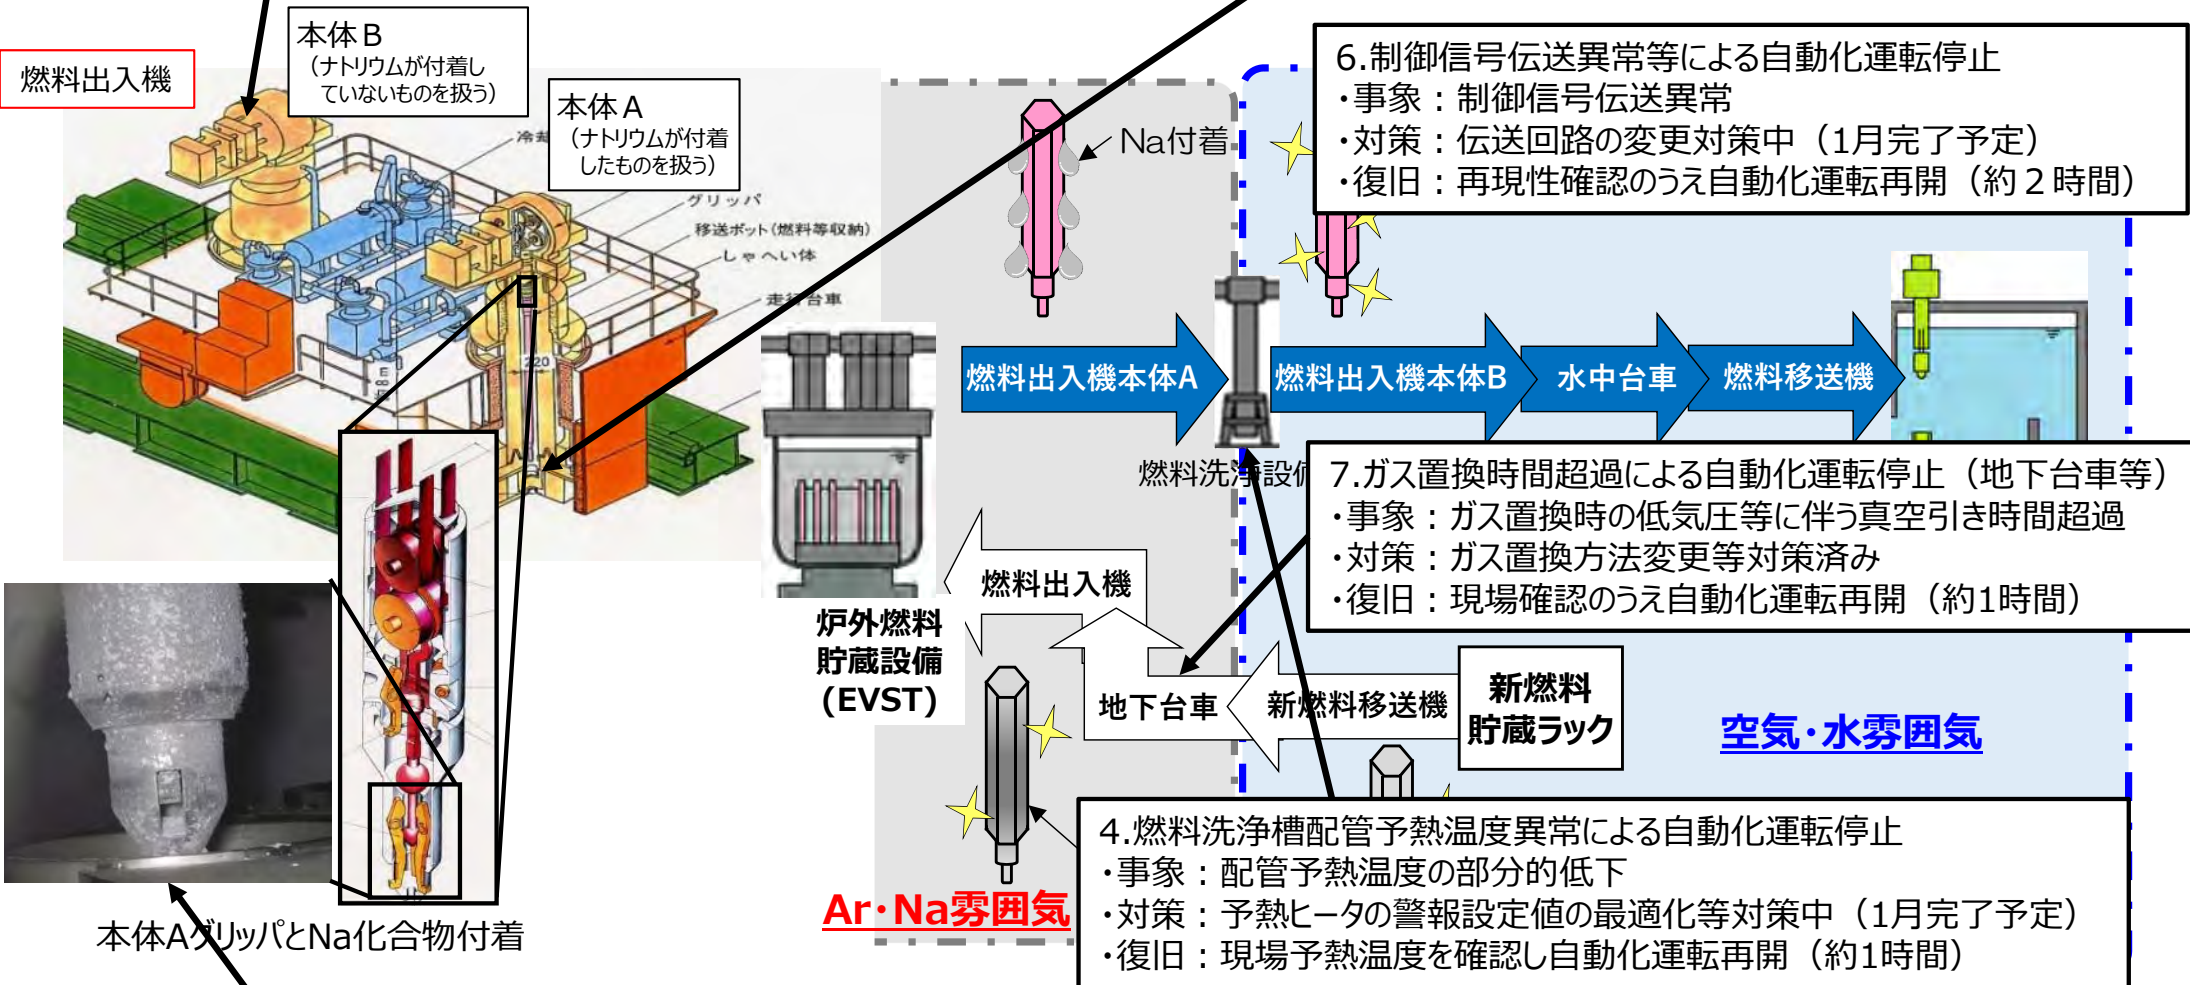 燃料出入機
本体B
（ナトリウムが付着し
ていないものを扱う）
本体A
（ナトリウムが付着
したものを扱う）
グリッパ
移送ポット(燃料等収納)
しゃへい体
走行台車
220
本体AグリッパとNa化合物付着
Na付着
6.制御信号伝送異常等による自動化運転停止
・事象：制御信号伝送異常
・対策：伝送回路の変更対策中（1月完了予定）
・復旧：再現性確認のうえ自動化運転再開（約２時間）
燃料出入機本体A
燃料出入機本体B
水中台車
燃料移送機
燃料洗浄設備
7.ガス置換時間超過による自動化運転停止（地下台車等）
・事象：ガス置換時の低気圧等に伴う真空引き時間超過
・対策：ガス置換方法変更等対策済み
・復旧：現場確認のうえ自動化運転再開（約1時間）
燃料出入機
炉外燃料
貯蔵設備
(EVST)
地下台車
新燃料移送機
新燃料
貯蔵ラック
空気・水雰囲気
Ar・Na雰囲気
4.燃料洗浄槽配管予熱温度異常による自動化運転停止
・事象：配管予熱温度の部分的低下
・対策：予熱ヒータの警報設定値の最適化等対策中（1月完了予定）
・復旧：現場予熱温度を確認し自動化運転再開（約1時間）